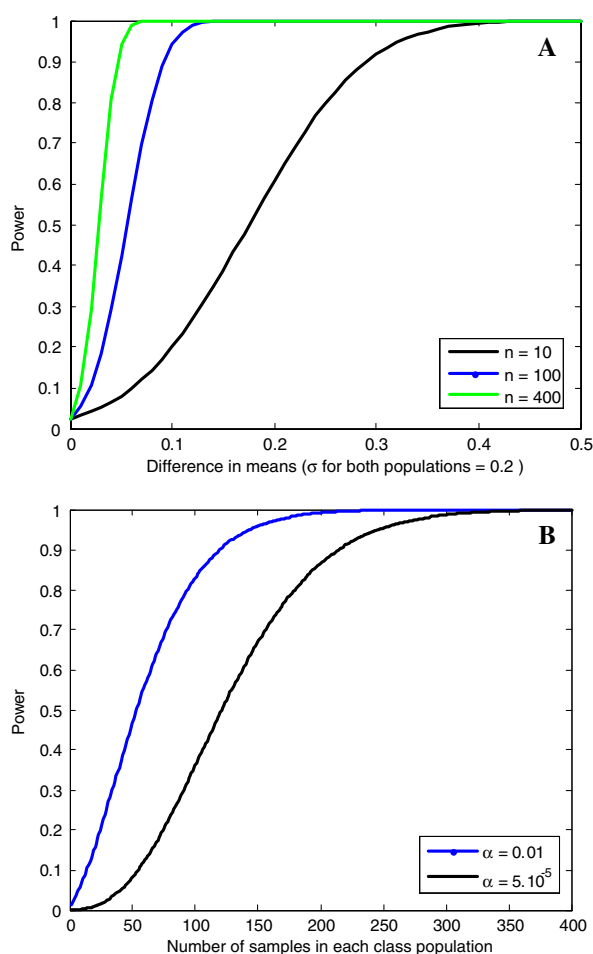 1
0.9
0.8
0.7
0.6
0.5
0.4
0.3
0.2
0.1
0
Power
A
n = 10
n = 100
n = 400
0 0.1 0.2 0.3 0.4 0.5
Difference in means (σ for both populations = 0.2 )
1
0.9
0.8
0.7
0.6
0.5
0.4
0.3
0.2
0.1
0
Power
B
α = 0.01
α = 5.10⁻⁵
0 50 100 150 200 250 300 350 400
Number of samples in each class population